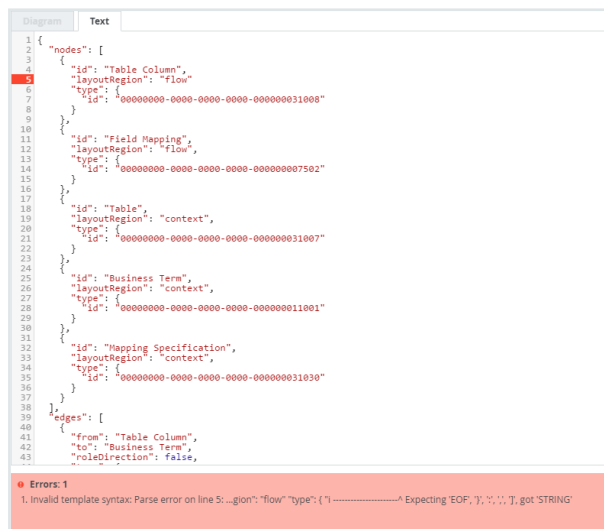 Diagram Text
1 {
2 "nodes": [
3 {
4 "id": "Table Column",
5 "layoutRegion": "flow"
6 "type": {
7 "id": "00000000-0000-0000-0000-000000031008"
8 }
9 },
10 {
11 "id": "Field Mapping",
12 "layoutRegion": "flow",
13 "type": {
14 "id": "00000000-0000-0000-0000-000000007502"
15 }
16 },
17 {
18 "id": "Table",
19 "layoutRegion": "context",
20 "type": {
21 "id": "00000000-0000-0000-0000-000000031007"
22 }
23 },
24 {
25 "id": "Business Term",
26 "layoutRegion": "context",
27 "type": {
28 "id": "00000000-0000-0000-0000-000000011001"
29 }
30 },
31 {
32 "id": "Mapping Specification",
33 "layoutRegion": "context",
34 "type": {
35 "id": "00000000-0000-0000-0000-000000031030"
36 }
37 }
38 ],
39 "edges": [
40 {
41 "from": "Table Column",
42 "to": "Business Term",
43 "roleDirection": false,
Errors: 1
1. Invalid template syntax: Parse error on line 5: ...gion": "flow" "type": { "i ----------------------^ Expecting 'EOF', '}', ':', ',', ']', got 'STRING'